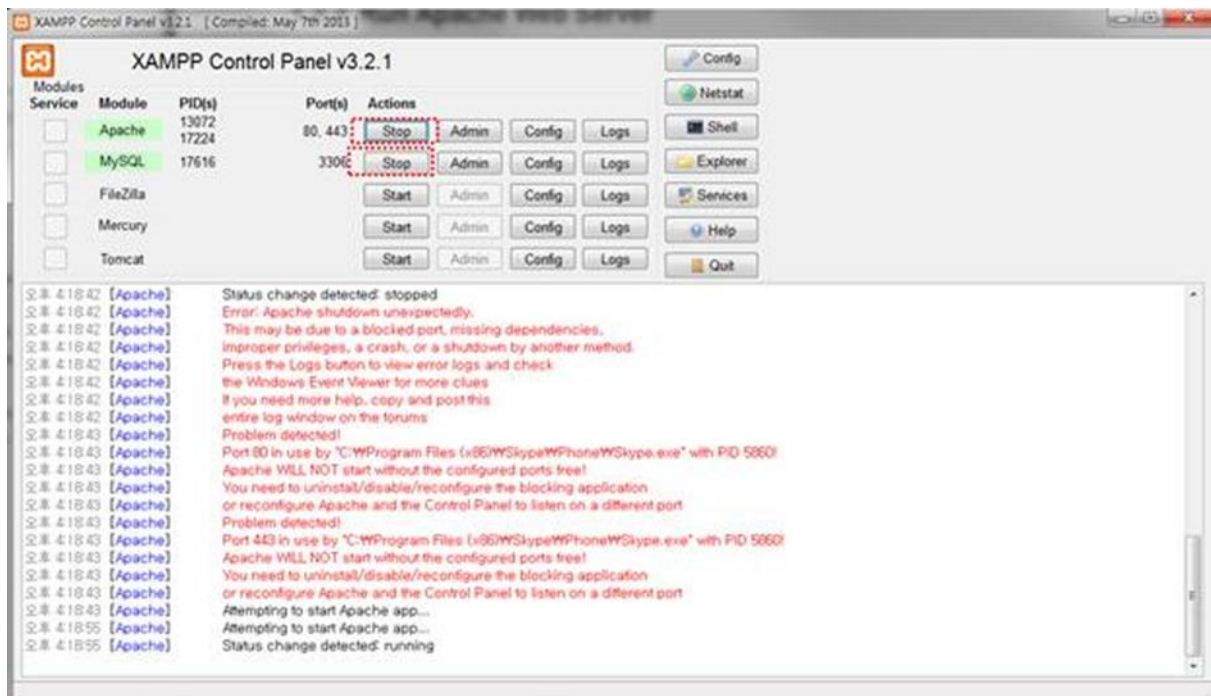 XAMPP Control Panel v3.2.1 [ Compiled: May 7th 2013 ]
Run Apache Web Server
XAMPP Control Panel v3.2.1
Config
Modules
Service Module PID(s) Port(s) Actions
Netstat
Apache 13072 17224 80, 443 Stop Admin Config Logs
Shell
MySQL 17616 3306 Stop Admin Config Logs
Explorer
FileZilla Start Admin Config Logs
Services
Mercury Start Admin Config Logs
Help
Tomcat Start Admin Config Logs
Quit
오후 4:18:42 [Apache] Status change detected: stopped
오후 4:18:42 [Apache] Error: Apache shutdown unexpectedly.
오후 4:18:42 [Apache] This may be due to a blocked port, missing dependencies,
오후 4:18:42 [Apache] improper privileges, a crash, or a shutdown by another method.
오후 4:18:42 [Apache] Press the Logs button to view error logs and check
오후 4:18:42 [Apache] the Windows Event Viewer for more clues
오후 4:18:42 [Apache] If you need more help, copy and post this
오후 4:18:42 [Apache] entire log window on the forums
오후 4:18:43 [Apache] Problem detected!
오후 4:18:43 [Apache] Port 80 in use by "C:₩Program Files (x86)₩Skype₩Phone₩Skype.exe" with PID 5860!
오후 4:18:43 [Apache] Apache WILL NOT start without the configured ports free!
오후 4:18:43 [Apache] You need to uninstall/disable/reconfigure the blocking application
오후 4:18:43 [Apache] or reconfigure Apache and the Control Panel to listen on a different port
오후 4:18:43 [Apache] Problem detected!
오후 4:18:43 [Apache] Port 443 in use by "C:₩Program Files (x86)₩Skype₩Phone₩Skype.exe" with PID 5860!
오후 4:18:43 [Apache] Apache WILL NOT start without the configured ports free!
오후 4:18:43 [Apache] You need to uninstall/disable/reconfigure the blocking application
오후 4:18:43 [Apache] or reconfigure Apache and the Control Panel to listen on a different port
오후 4:18:43 [Apache] Attempting to start Apache app...
오후 4:18:55 [Apache] Attempting to start Apache app...
오후 4:18:55 [Apache] Status change detected: running